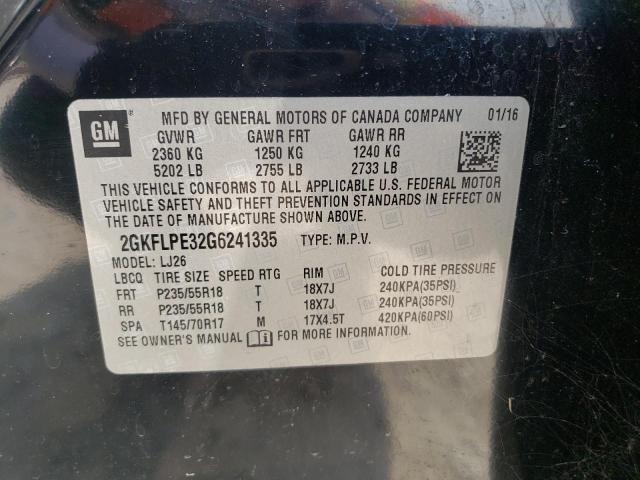 GM
MFD BY GENERAL MOTORS OF CANADA COMPANY 01/16
GVWR GAWR FRT GAWR RR
2360 KG 1250 KG 1240 KG
5202 LB 2755 LB 2733 LB
THIS VEHICLE CONFORMS TO ALL APPLICABLE U.S. FEDERAL MOTOR
VEHICLE SAFETY AND THEFT PREVENTION STANDARDS IN EFFECT ON
THE DATE OF MANUFACTURE SHOWN ABOVE.
2GKFLPE32G6241335 TYPE: M.P.V.
MODEL: LJ26
LBCQ TIRE SIZE SPEED RTG RIM COLD TIRE PRESSURE
FRT P235/55R18 T 18X7J 240KPA(35PSI)
RR P235/55R18 T 18X7J 240KPA(35PSI)
SPA T145/70R17 M 17X4.5T 420KPA(60PSI)
SEE OWNER'S MANUAL FOR MORE INFORMATION